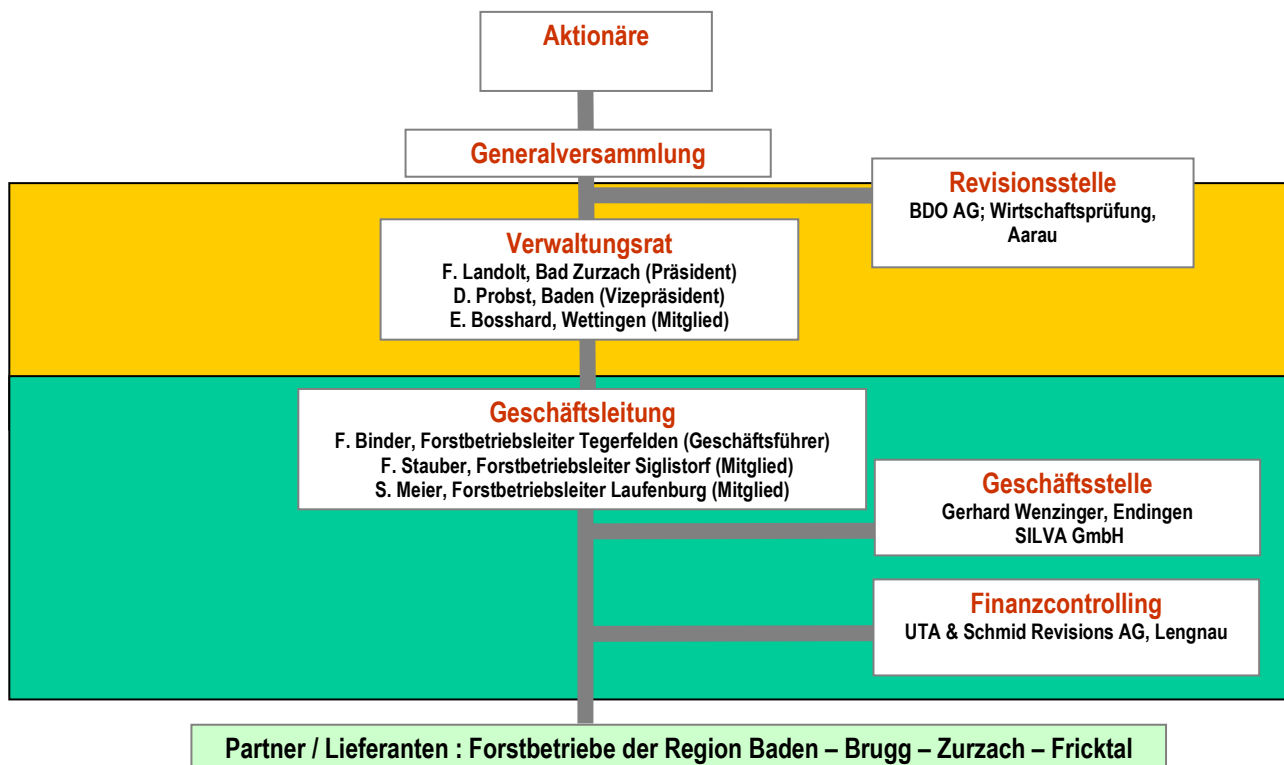 Aktionäre
Generalversammlung
Revisionsstelle
BDO AG; Wirtschaftsprüfung,
Aarau
Verwaltungsrat
F. Landolt, Bad Zurzach (Präsident)
D. Probst, Baden (Vizepräsident)
E. Bosshard, Wettingen (Mitglied)
Geschäftsleitung
F. Binder, Forstbetriebsleiter Tegerfelden (Geschäftsführer)
F. Stauber, Forstbetriebsleiter Siglistorf (Mitglied)
S. Meier, Forstbetriebsleiter Laufenburg (Mitglied)
Geschäftsstelle
Gerhard Wenzinger, Endingen
SILVA GmbH
Finanzcontrolling
UTA & Schmid Revisions AG, Lengnau
Partner / Lieferanten : Forstbetriebe der Region Baden – Brugg – Zurzach – Fricktal